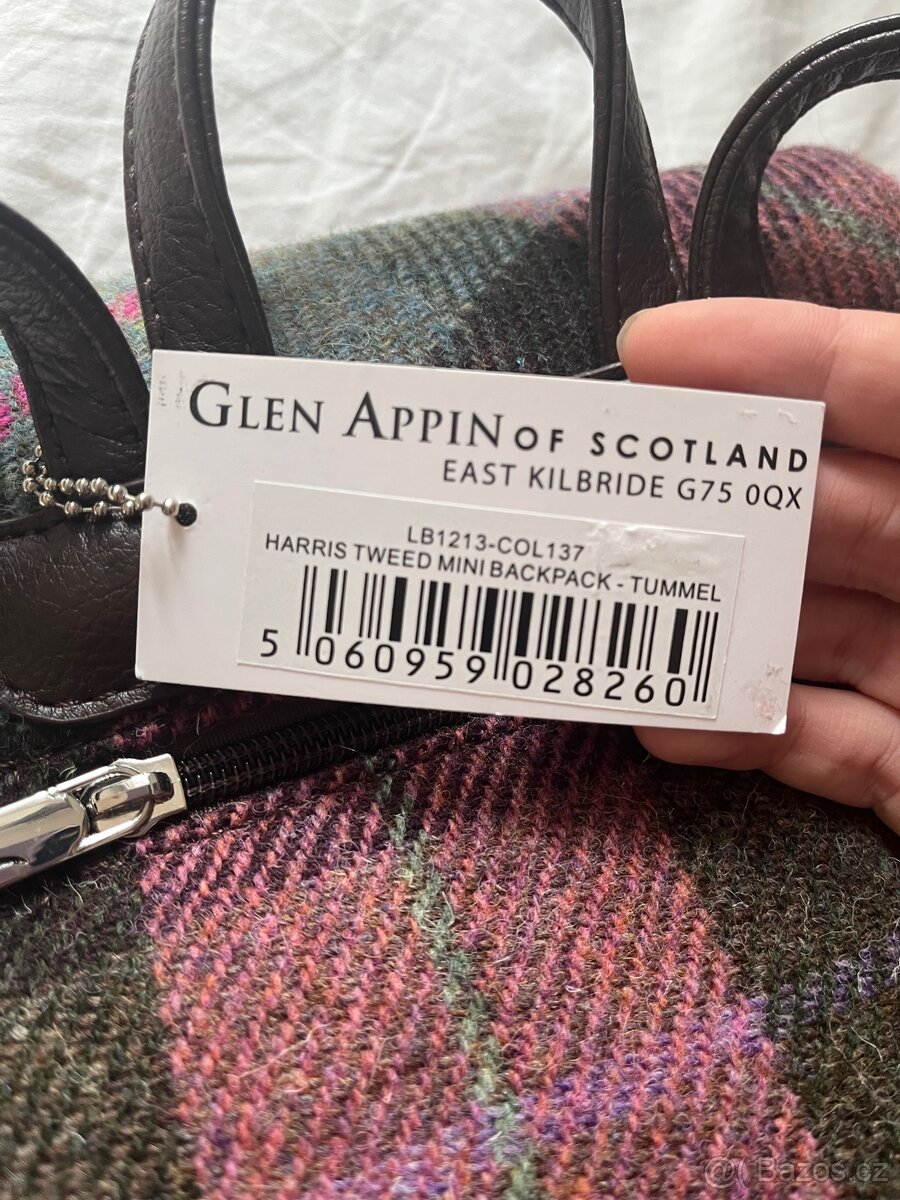 GLEN APPIN OF SCOTLAND
EAST KILBRIDE G75 0QX
LB1213-COL137
HARRIS TWEED MINI BACKPACK - TUMMEL
5 060959 028260
@ Bazos.cz